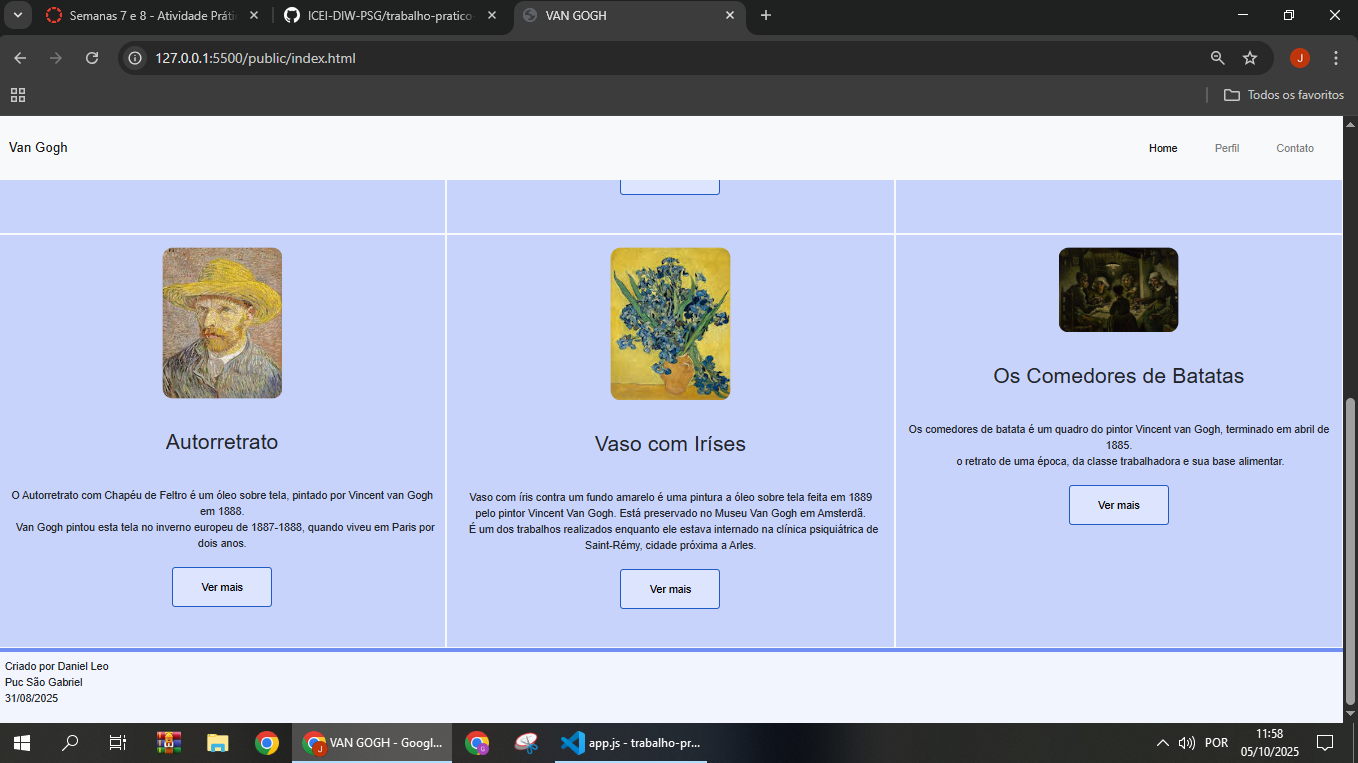 Semanas 7 e 8 - Atividade Práti
ICEI-DIW-PSG/trabalho-pratico
VAN GOGH
127.0.0.1:5500/public/index.html
J
Todos os favoritos
Van Gogh
Home
Perfil
Contato
Autorretrato
O Autorretrato com Chapéu de Feltro é um óleo sobre tela, pintado por Vincent van Gogh
em 1888.
Van Gogh pintou esta tela no inverno europeu de 1887-1888, quando viveu em Paris por
dois anos.
Ver mais
Vaso com Iríses
Vaso com íris contra um fundo amarelo é uma pintura a óleo sobre tela feita em 1889
pelo pintor Vincent Van Gogh. Está preservado no Museu Van Gogh em Amsterdã.
É um dos trabalhos realizados enquanto ele estava internado na clínica psiquiátrica de
Saint-Rémy, cidade próxima a Arles.
Ver mais
Os Comedores de Batatas
Os comedores de batata é um quadro do pintor Vincent van Gogh, terminado em abril de
1885.
o retrato de uma época, da classe trabalhadora e sua base alimentar.
Ver mais
Criado por Daniel Leo
Puc São Gabriel
31/08/2025
J
VAN GOGH - Googl...
G
app.js - trabalho-pr...
POR
11:58
05/10/2025